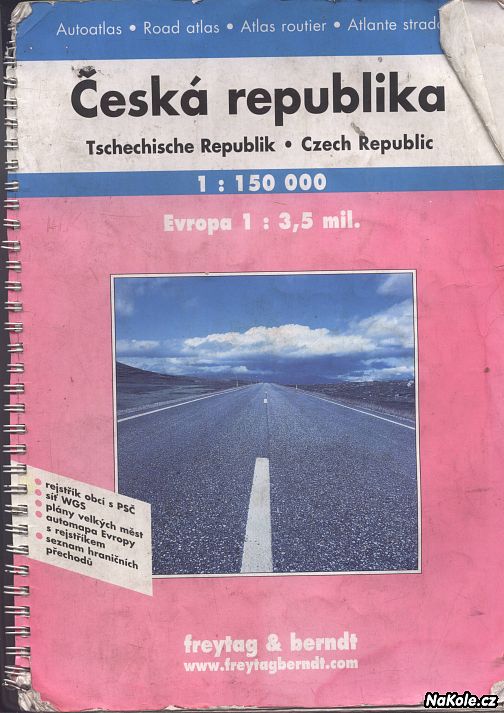 Autoatlas • Road atlas • Atlas routier • Atlante
Česká republika
Tschechische Republik • Czech Republic
1 : 150 000
Evropa 1 : 3,5 mil.
• rejstřík obcí s PSČ
• síť WGS
• plány velkých měst
• automapa Evropy
s rejstříkem
• seznam hraničních
přechodů
freytag & berndt
www.freytagberndt.com
NaKole.cz